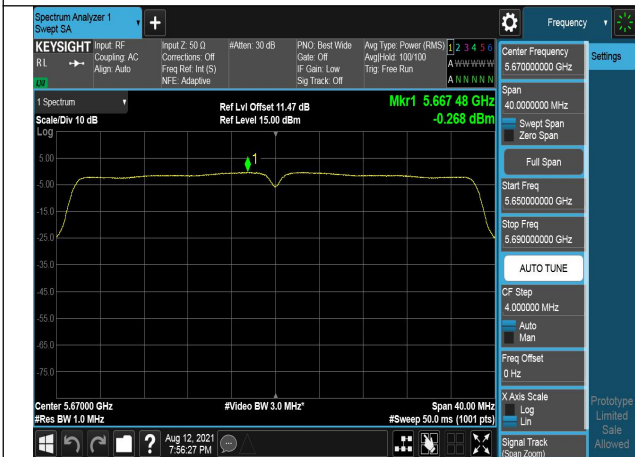 Spectrum Analyzer 1
Swept SA
Frequency
KEYSIGHT
RL
LXI
Input: RF
Coupling: AC
Align: Auto
Input Z: 50 Ω
Corrections: Off
Freq Ref: Int (S)
NFE: Adaptive
#Atten: 30 dB
PNO: Best Wide
Gate: Off
IF Gain: Low
Sig Track: Off
Avg Type: Power (RMS)
Avg|Hold: 100/100
Trig: Free Run
1 2 3 4 5 6
A W W W W W
A N N N N N
1 Spectrum
Scale/Div 10 dB
Log
Ref Lvl Offset 11.47 dB
Ref Level 15.00 dBm
Mkr1 5.667 48 GHz
-0.268 dBm
5.00
-5.00
-15.0
-25.0
-35.0
-45.0
-55.0
-65.0
-75.0
1
Center 5.67000 GHz
#Res BW 1.0 MHz
#Video BW 3.0 MHz*
Span 40.00 MHz
#Sweep 50.0 ms (1001 pts)
Aug 12, 2021
7:56:27 PM
?
Center Frequency
5.670000000 GHz
Settings
Span
40.0000000 MHz
Swept Span
Zero Span
Full Span
Start Freq
5.650000000 GHz
Stop Freq
5.690000000 GHz
AUTO TUNE
CF Step
4.000000 MHz
Auto
Man
Freq Offset
0 Hz
X Axis Scale
Log
Lin
Signal Track
(Span Zoom)
Prototype
Limited
Sale
Allowed